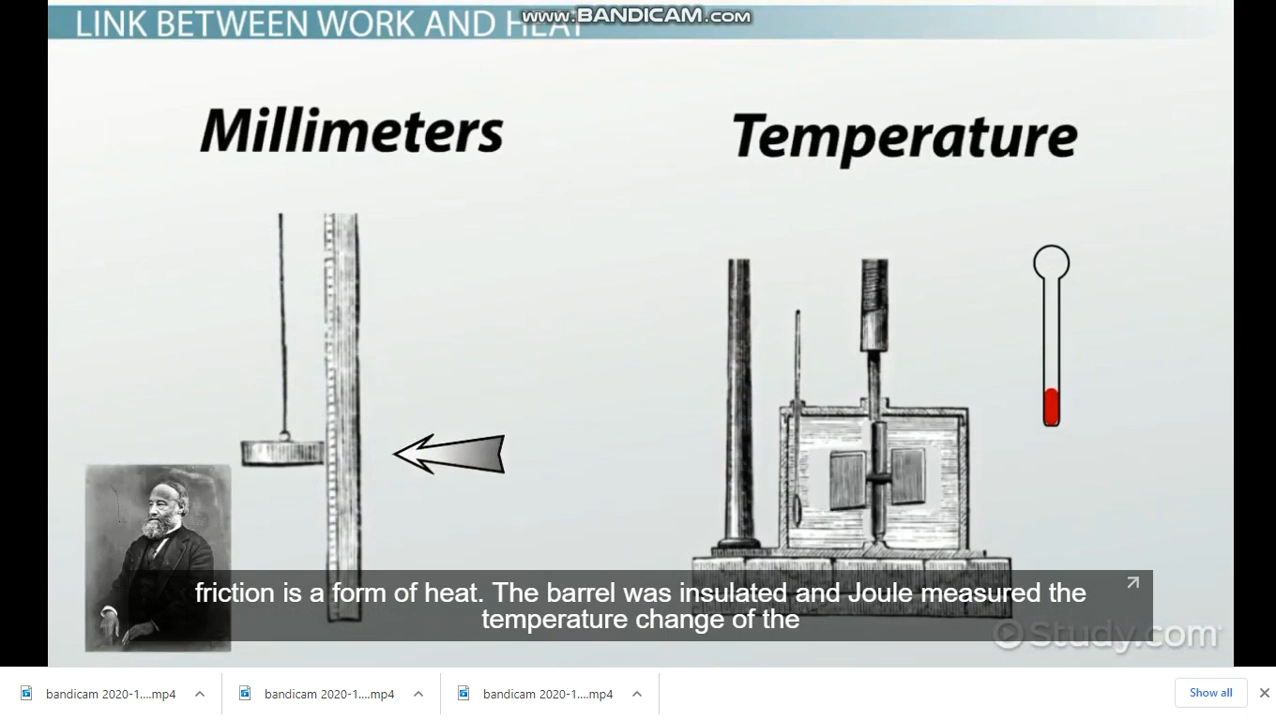 www.BANDICAM.com
LINK BETWEEN WORK AND HEAT
Millimeters
Temperature
friction is a form of heat. The barrel was insulated and Joule measured the
temperature change of the
Study.com
bandicam 2020-1....mp4
bandicam 2020-1....mp4
bandicam 2020-1....mp4
Show all